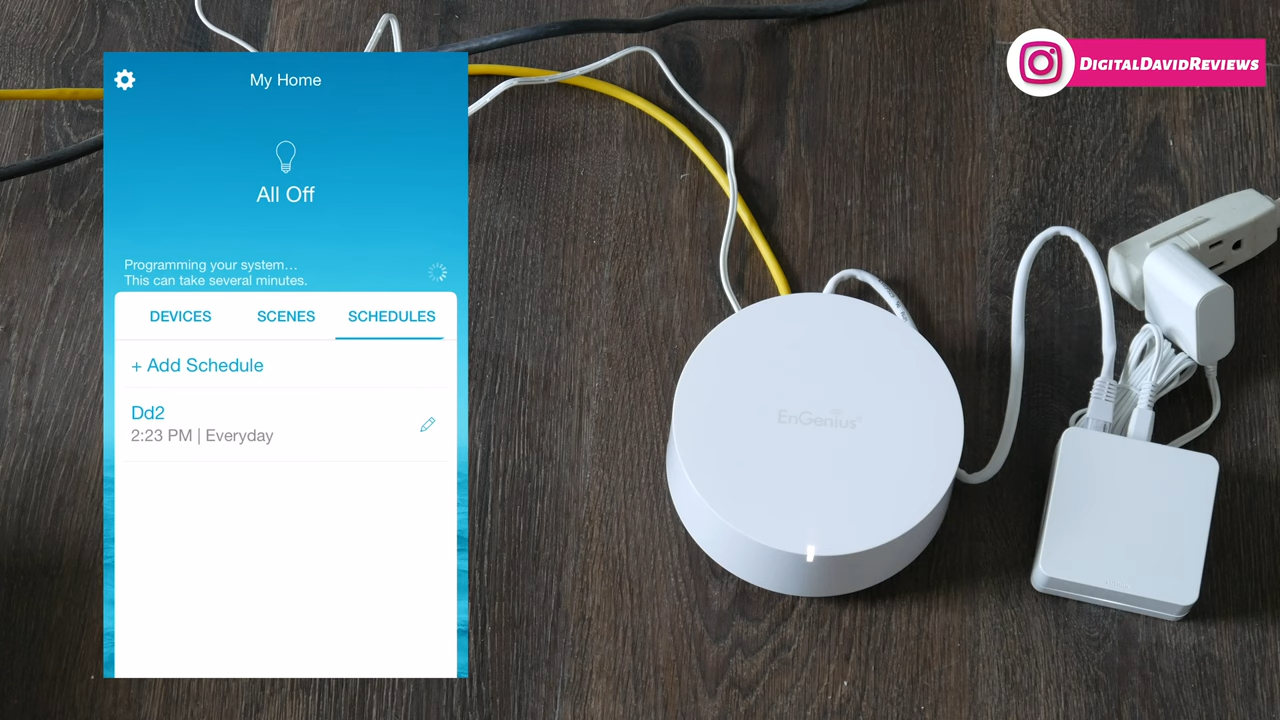 My Home
All Off
Programming your system...
This can take several minutes.
DEVICES SCENES SCHEDULES
+ Add Schedule
Dd2
2:23 PM | Everyday
DIGITALDAVIDREVIEWS
EnGenius